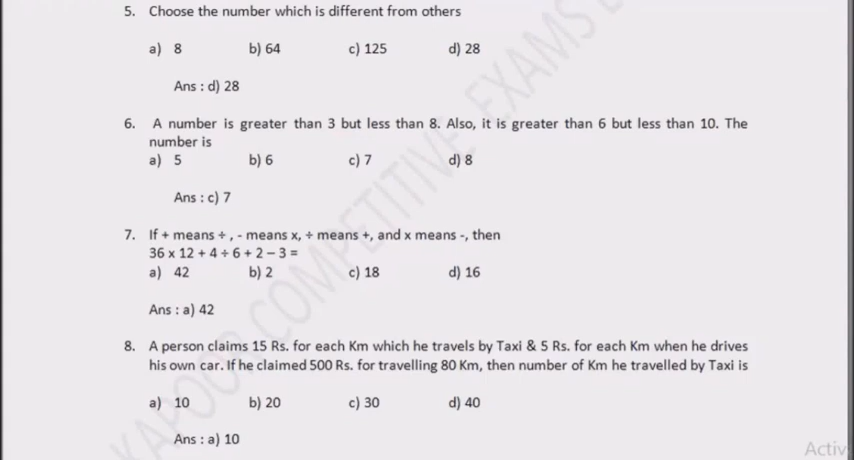 5. Choose the number which is different from others
a) 8 b) 64 c) 125 d) 28
Ans : d) 28
6. A number is greater than 3 but less than 8. Also, it is greater than 6 but less than 10. The
number is
a) 5 b) 6 c) 7 d) 8
Ans : c) 7
7. If + means ÷ , - means x, ÷ means +, and x means -, then
36 x 12 + 4 ÷ 6 + 2 – 3 =
a) 42 b) 2 c) 18 d) 16
Ans : a) 42
8. A person claims 15 Rs. for each Km which he travels by Taxi & 5 Rs. for each Km when he drives
his own car. If he claimed 500 Rs. for travelling 80 Km, then number of Km he travelled by Taxi is
a) 10 b) 20 c) 30 d) 40
Ans : a) 10
KAPOOR COMPETITIVE EXAMS
Activ